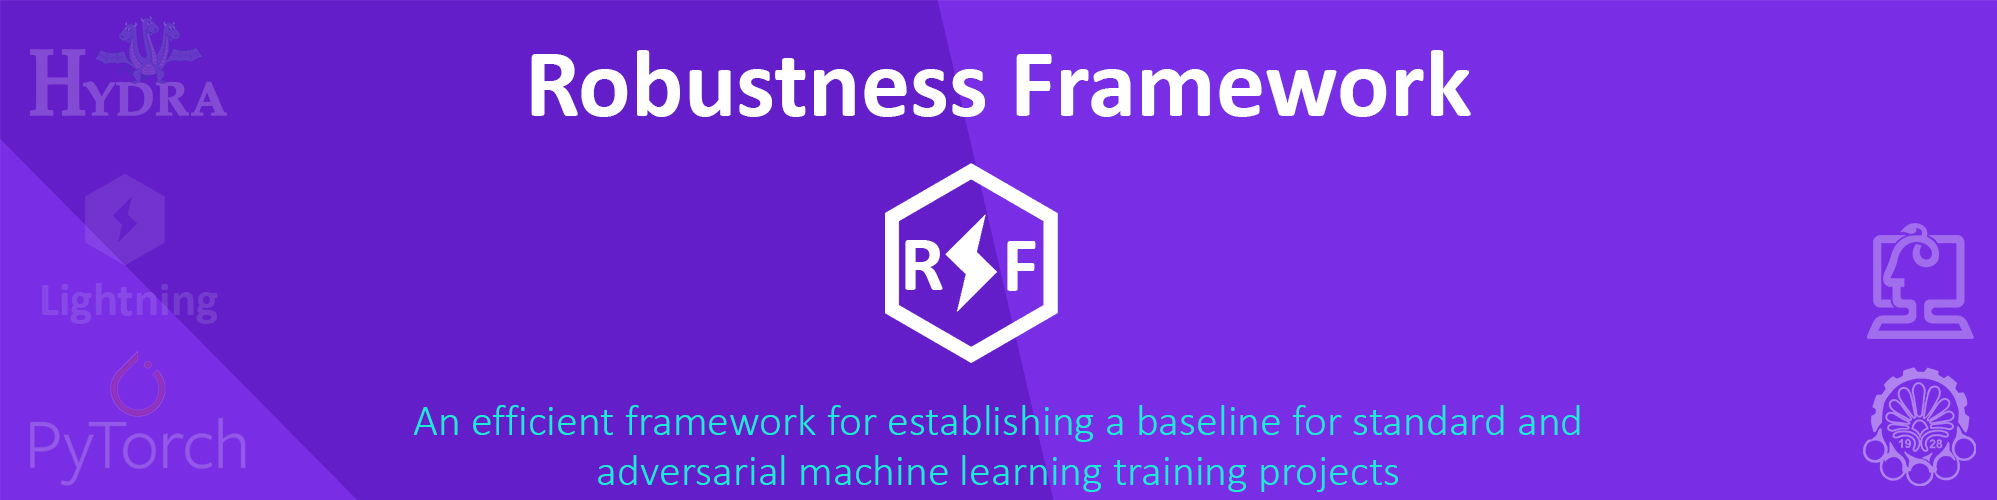 HYDRA
Robustness Framework
Lightning
R F
PyTorch
An efficient framework for establishing a baseline for standard and
adversarial machine learning training projects
19 28